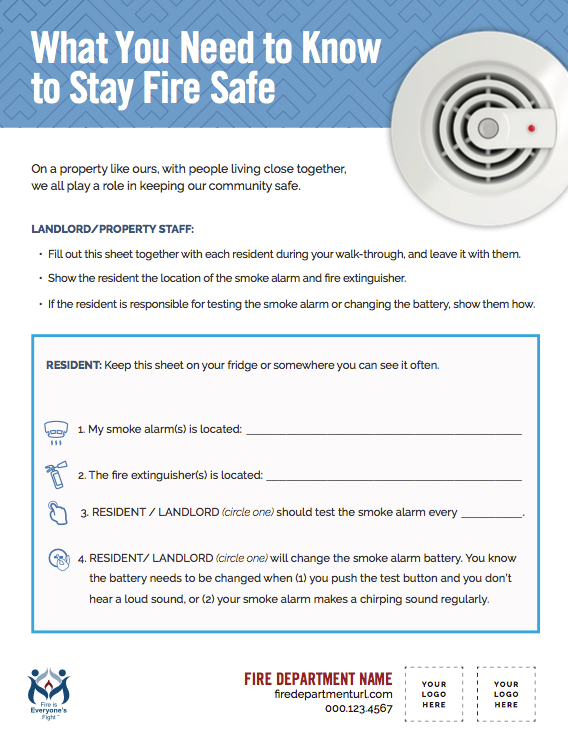 What You Need to Know
to Stay Fire Safe
On a property like ours, with people living close together,
we all play a role in keeping our community safe.
LANDLORD/PROPERTY STAFF:
• Fill out this sheet together with each resident during your walk-through, and leave it with them.
• Show the resident the location of the smoke alarm and fire extinguisher.
• If the resident is responsible for testing the smoke alarm or changing the battery, show them how.
RESIDENT: Keep this sheet on your fridge or somewhere you can see it often.
1. My smoke alarm(s) is located: ____________________
2. The fire extinguisher(s) is located: ____________________
3. RESIDENT / LANDLORD (circle one) should test the smoke alarm every __________.
4. RESIDENT/ LANDLORD (circle one) will change the smoke alarm battery. You know
the battery needs to be changed when (1) you push the test button and you don't
hear a loud sound, or (2) your smoke alarm makes a chirping sound regularly.
Fire is
Everyone's
Fight™
FIRE DEPARTMENT NAME
firedepartmenturl.com
000.123.4567
YOUR
LOGO
HERE
YOUR
LOGO
HERE